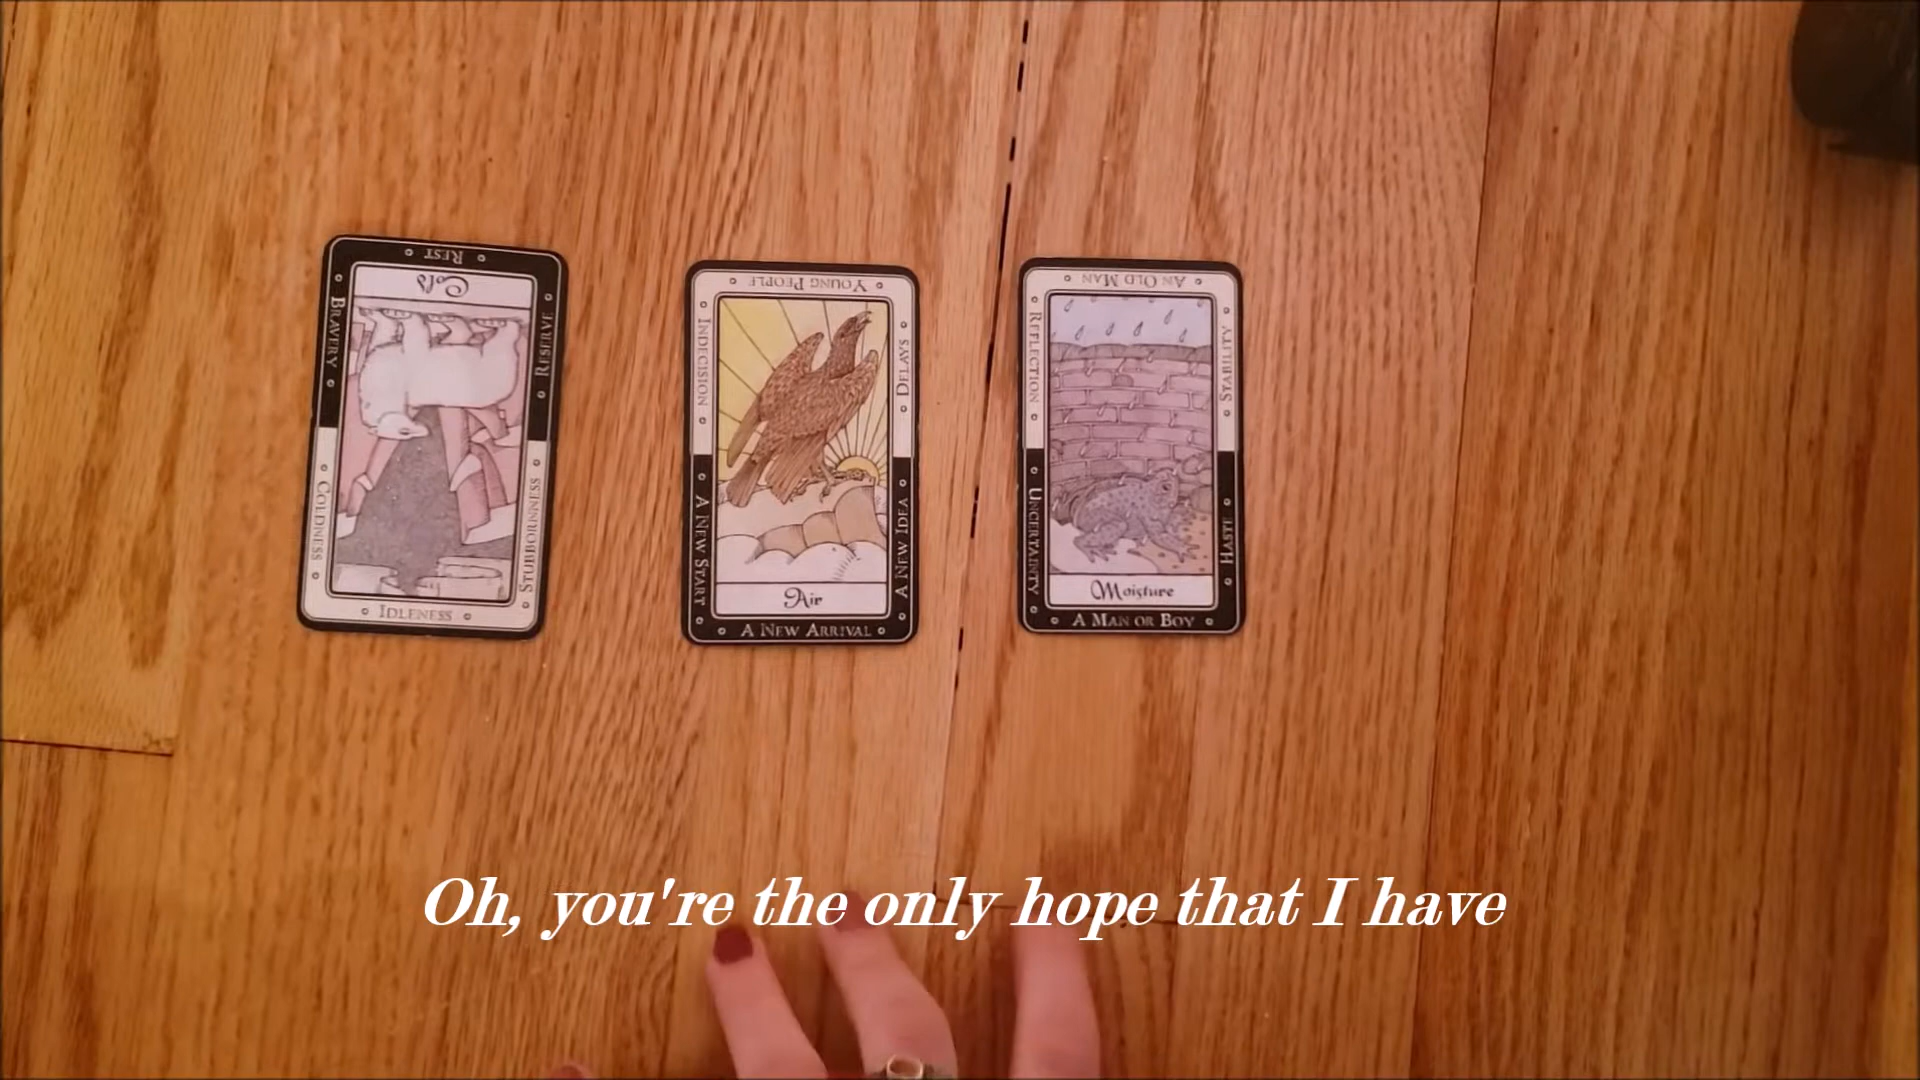 REST
Cold
BRAVERY
RESERVE
COLDNESS
STUBBORNNESS
IDLENESS
YOUNG PEOPLE
INDECISION
DELAYS
A NEW START
A NEW IDEA
Air
A NEW ARRIVAL
AN OLD MAN
REFLECTION
STABILITY
UNCERTAINTY
HASTE
Moisture
A MAN OR BOY
Oh, you're the only hope that I have